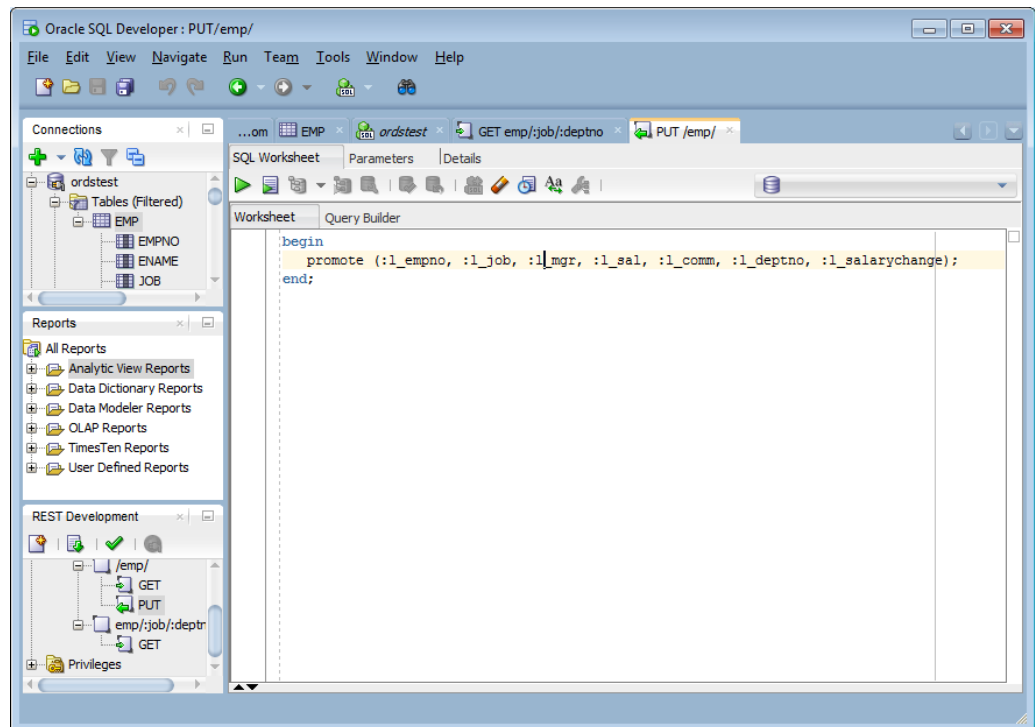 Oracle SQL Developer : PUT/emp/
File Edit View Navigate Run Team Tools Window Help
Connections
ordstest
Tables (Filtered)
EMP
EMPNO
ENAME
JOB
Reports
All Reports
Analytic View Reports
Data Dictionary Reports
Data Modeler Reports
OLAP Reports
TimesTen Reports
User Defined Reports
REST Development
/emp/
GET
PUT
emp/:job/:deptn
GET
Privileges
...om EMP ordstest GET emp/:job/:deptno PUT /emp/
SQL Worksheet Parameters Details
Worksheet Query Builder
begin
promote (:l_empno, :l_job, :l_mgr, :l_sal, :l_comm, :l_deptno, :l_salarychange);
end;